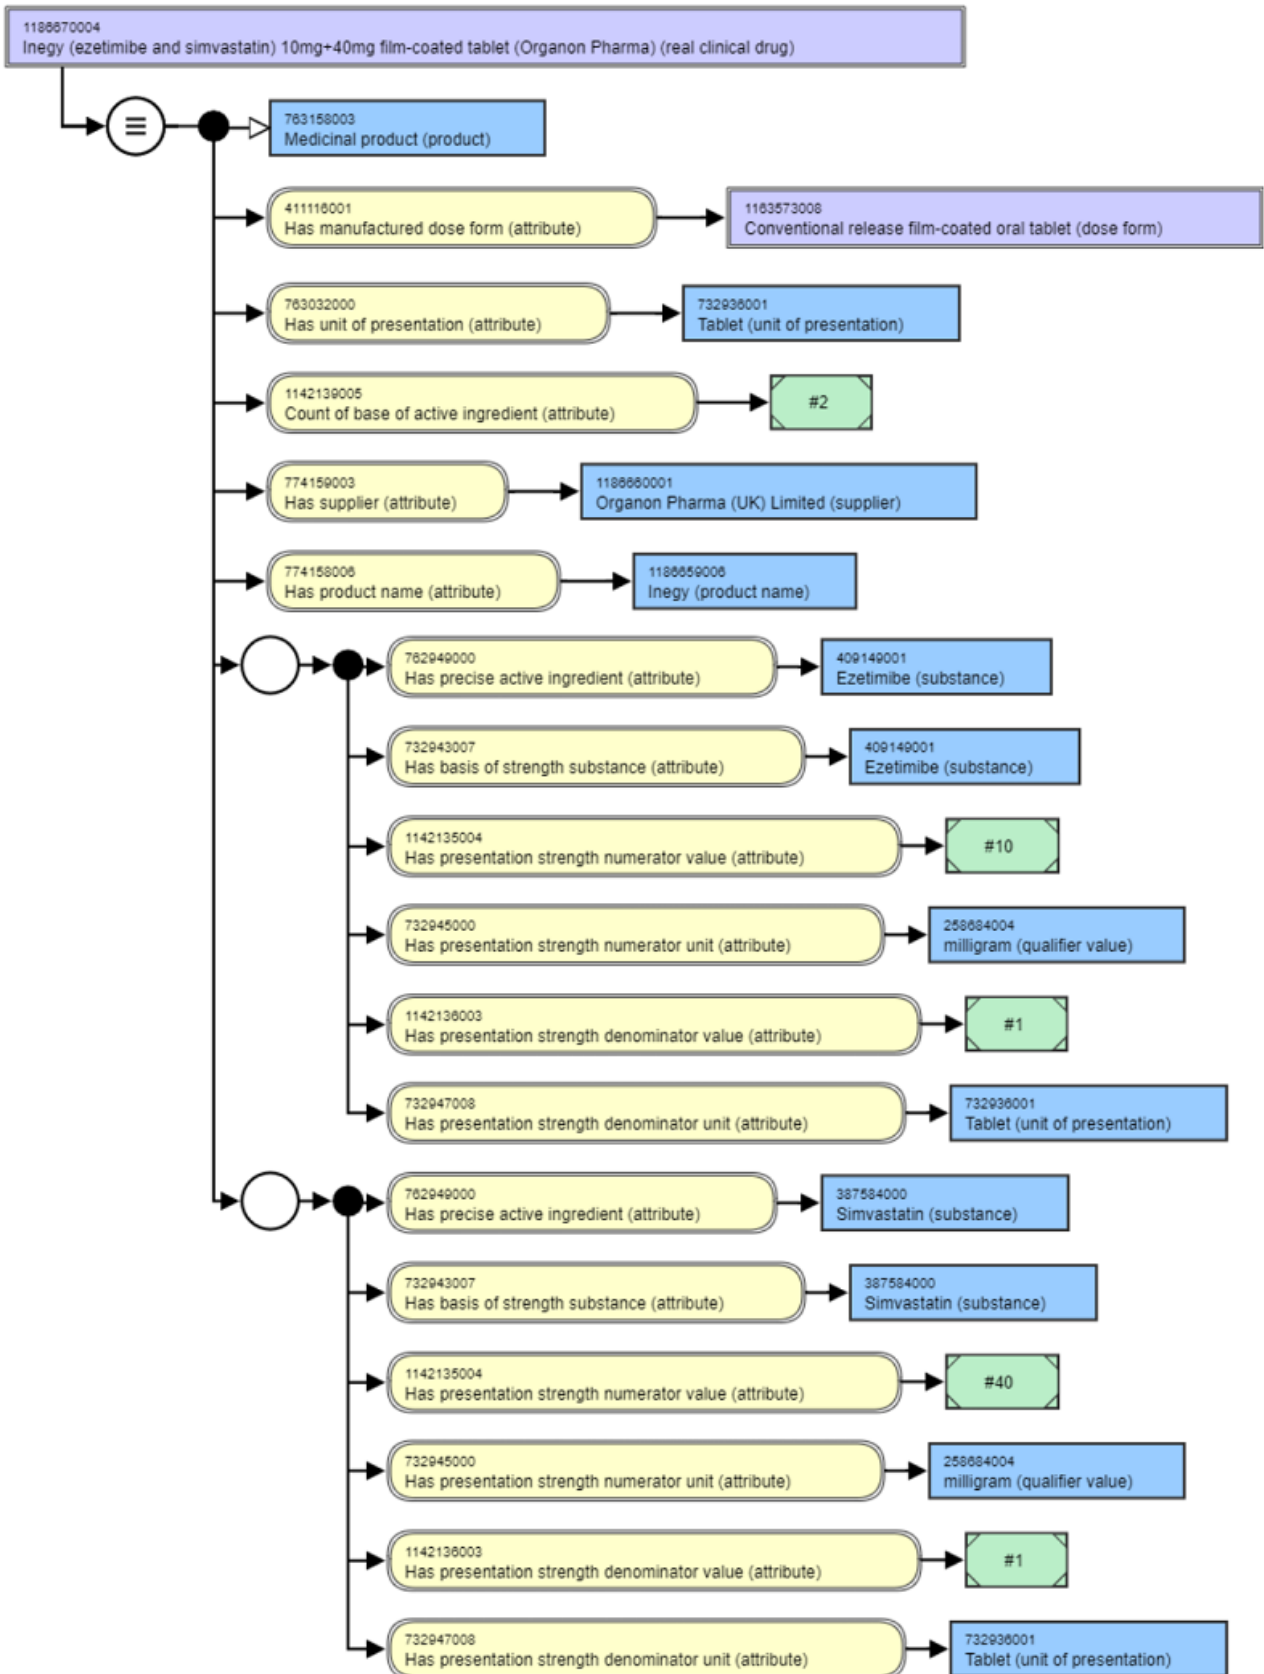 1186670004
Inegy (ezetimibe and simvastatin) 10mg+40mg film-coated tablet (Organon Pharma) (real clinical drug)
763158003
Medicinal product (product)
411116001
Has manufactured dose form (attribute)
1163573008
Conventional release film-coated oral tablet (dose form)
763032000
Has unit of presentation (attribute)
732936001
Tablet (unit of presentation)
1142139005
Count of base of active ingredient (attribute)
#2
774159003
Has supplier (attribute)
1186660001
Organon Pharma (UK) Limited (supplier)
774158006
Has product name (attribute)
1186659006
Inegy (product name)
762949000
Has precise active ingredient (attribute)
409149001
Ezetimibe (substance)
732943007
Has basis of strength substance (attribute)
409149001
Ezetimibe (substance)
1142135004
Has presentation strength numerator value (attribute)
#10
732945000
Has presentation strength numerator unit (attribute)
258684004
milligram (qualifier value)
1142136003
Has presentation strength denominator value (attribute)
#1
732947008
Has presentation strength denominator unit (attribute)
732936001
Tablet (unit of presentation)
762949000
Has precise active ingredient (attribute)
387584000
Simvastatin (substance)
732943007
Has basis of strength substance (attribute)
387584000
Simvastatin (substance)
1142135004
Has presentation strength numerator value (attribute)
#40
732945000
Has presentation strength numerator unit (attribute)
258684004
milligram (qualifier value)
1142136003
Has presentation strength denominator value (attribute)
#1
732947008
Has presentation strength denominator unit (attribute)
732936001
Tablet (unit of presentation)